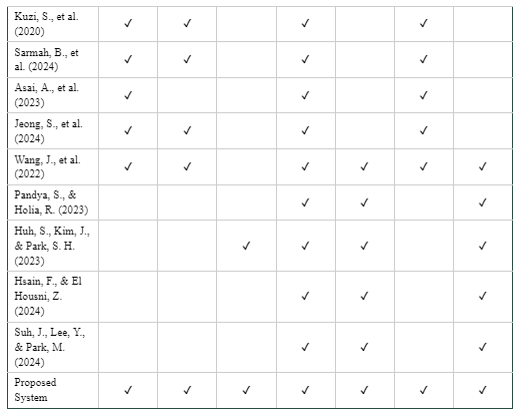 Kuzi, S., et al.
(2020)
✓ ✓ ✓ ✓
Sarmah, B., et
al. (2024)
✓ ✓ ✓ ✓
Asai, A., et al.
(2023)
✓ ✓ ✓
Jeong, S., et al.
(2024)
✓ ✓ ✓ ✓
Wang, J., et al.
(2022)
✓ ✓ ✓ ✓ ✓ ✓
Pandya, S., &
Holia, R. (2023)
✓ ✓ ✓
Huh, S., Kim, J.,
& Park, S. H.
(2023)
✓ ✓ ✓ ✓
Hsain, F., & El
Housni, Z.
(2024)
✓ ✓ ✓
Suh, J., Lee, Y.,
& Park, M.
(2024)
✓ ✓ ✓
Proposed
System
✓ ✓ ✓ ✓ ✓ ✓ ✓